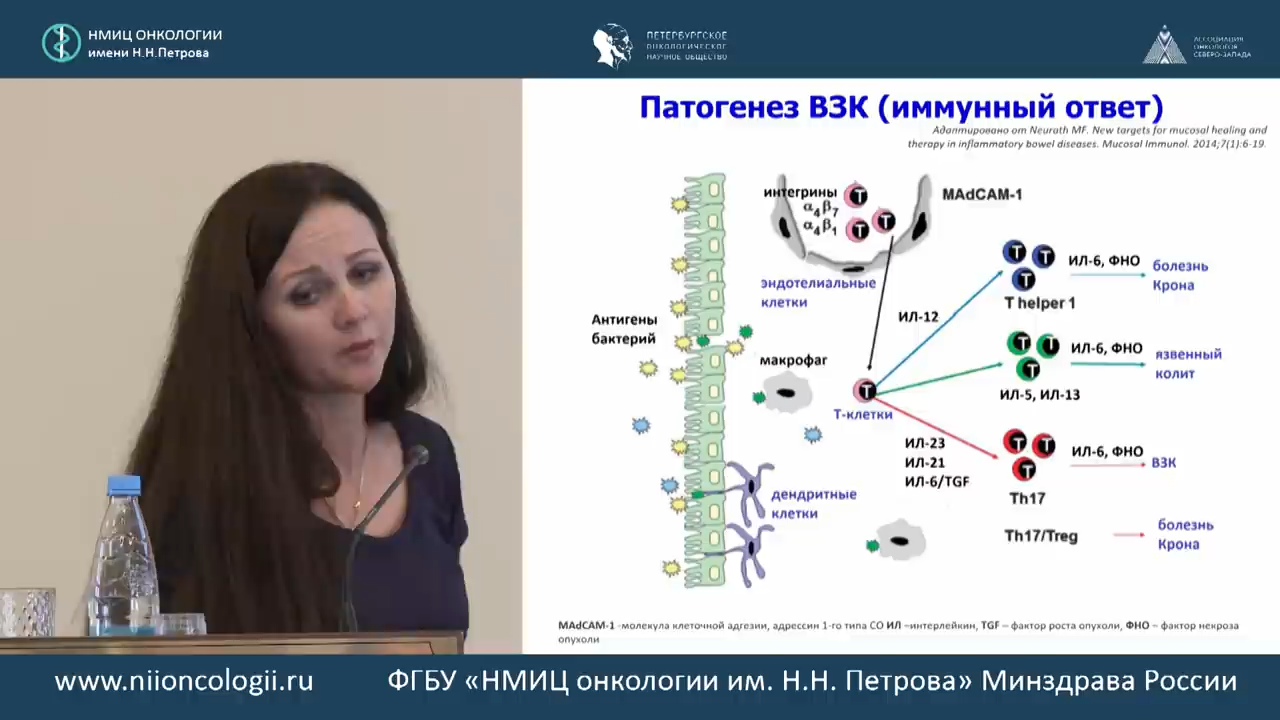 НМИЦ ОНКОЛОГИИ
имени Н.Н.Петрова
ПЕТЕРБУРГСКОЕ
ОНКОЛОГИЧЕСКОЕ
НАУЧНОЕ ОБЩЕСТВО
АССОЦИАЦИЯ
ОНКОЛОГОВ
СЕВЕРО-ЗАПАДА
Патогенез ВЗК (иммунный ответ)
Адаптировано от Neurath MF. New targets for mucosal healing and
therapy in inflammatory bowel diseases. Mucosal Immunol. 2014;7(1):6-19.
интегрины
α4β7
α4β1
T
T
T
MAdCAM-1
эндотелиальные
клетки
Антигены
бактерий
макрофаг
ИЛ-12
T
T
T
T helper 1
ИЛ-6, ФНО
болезнь
Крона
T
Т-клетки
T
T
T
ИЛ-5, ИЛ-13
ИЛ-6, ФНО
язвенный
колит
ИЛ-23
ИЛ-21
ИЛ-6/TGF
T
T
T
Th17
ИЛ-6, ФНО
ВЗК
дендритные
клетки
Th17/Treg
болезнь
Крона
MAdCAM-1 -молекула клеточной адгезии, адрессин 1-го типа СО ИЛ –интерлейкин, TGF – фактор роста опухоли, ФНО – фактор некроза
опухоли
www.niioncologii.ru
ФГБУ «НМИЦ онкологии им. Н.Н. Петрова» Минздрава России